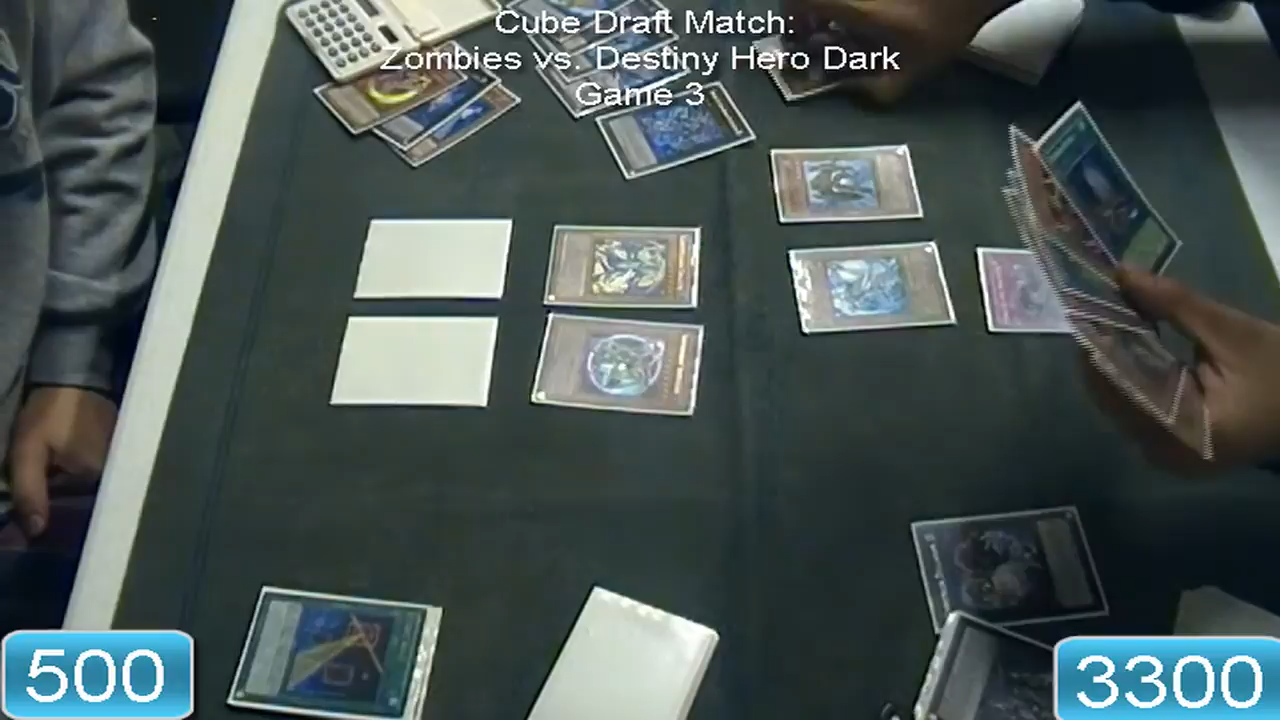 Cube Draft Match:
Zombies vs. Destiny Hero Dark
Game 3
500
3300